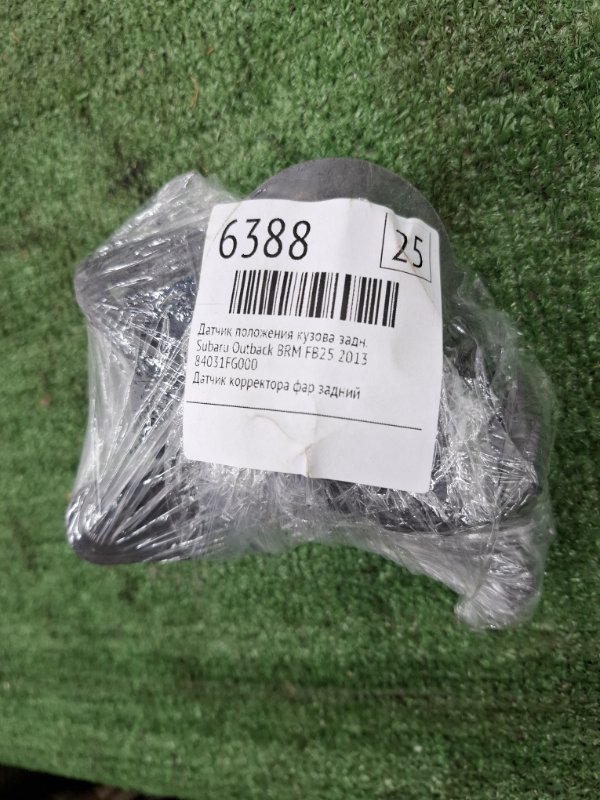 6388
25
Датчик положения кузова задн.
Subaru Outback BRM FB25 2013
84031FG000
Датчик корректора фар задний